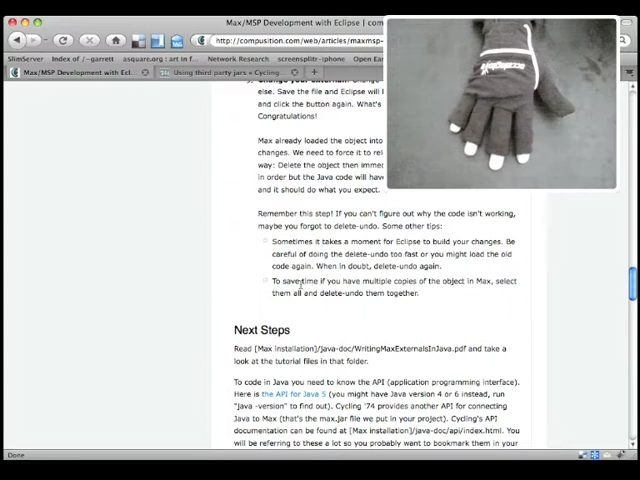 Max/MSP Development with Eclipse | com
http://composition.com/web/articles/maxmsp-
SlimServer Index of /~garrett asquare.org : art in f Network Research screensplitr-iphone Open Ear
Max/MSP Development with Ecl... Using third party jars « Cycling...
else. Save the file and Eclipse will
and click the button again. What's
Congratulations!
Max already loaded the object into
changes. We need to force it to rel
way: Delete the object then immed
in order but the Java code will have
and it should do what you expect.
Remember this step! If you can't figure out why the code isn't working,
maybe you forgot to delete-undo. Some other tips:
Sometimes it takes a moment for Eclipse to build your changes. Be
careful of doing the delete-undo too fast or you might load the old
code again. When in doubt, delete-undo again.
To save time if you have multiple copies of the object in Max, select
them all and delete-undo them together.
Next Steps
Read [Max installation]/java-doc/WritingMaxExternalsInJava.pdf and take a
look at the tutorial files in that folder.
To code in Java you need to know the API (application programming interface).
Here is the API for Java 5 (you might have Java version 4 or 6 instead, run
"java -version" to find out). Cycling '74 provides another API for connecting
Java to Max (that's the max.jar file we put in your project). Cycling's API
documentation can be found at [Max installation]/java-doc/api/index.html. You
will be referring to these a lot so you probably want to bookmark them in your
Done